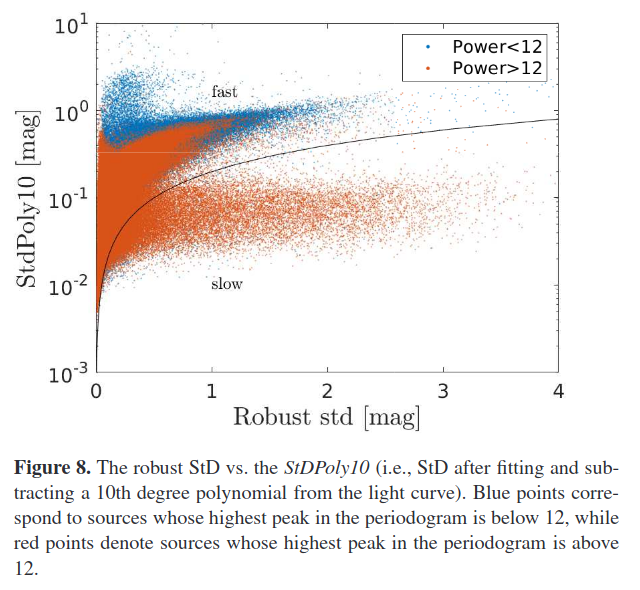 10^1
Power<12
Power>12
fast
10^0
StdPoly10 [mag]
10^-1
10^-2
slow
10^-3
0 1 2 3 4
Robust std [mag]
Figure 8. The robust StD vs. the StDPoly10 (i.e., StD after fitting and sub-
tracting a 10th degree polynomial from the light curve). Blue points corre-
spond to sources whose highest peak in the periodogram is below 12, while
red points denote sources whose highest peak in the periodogram is above
12.